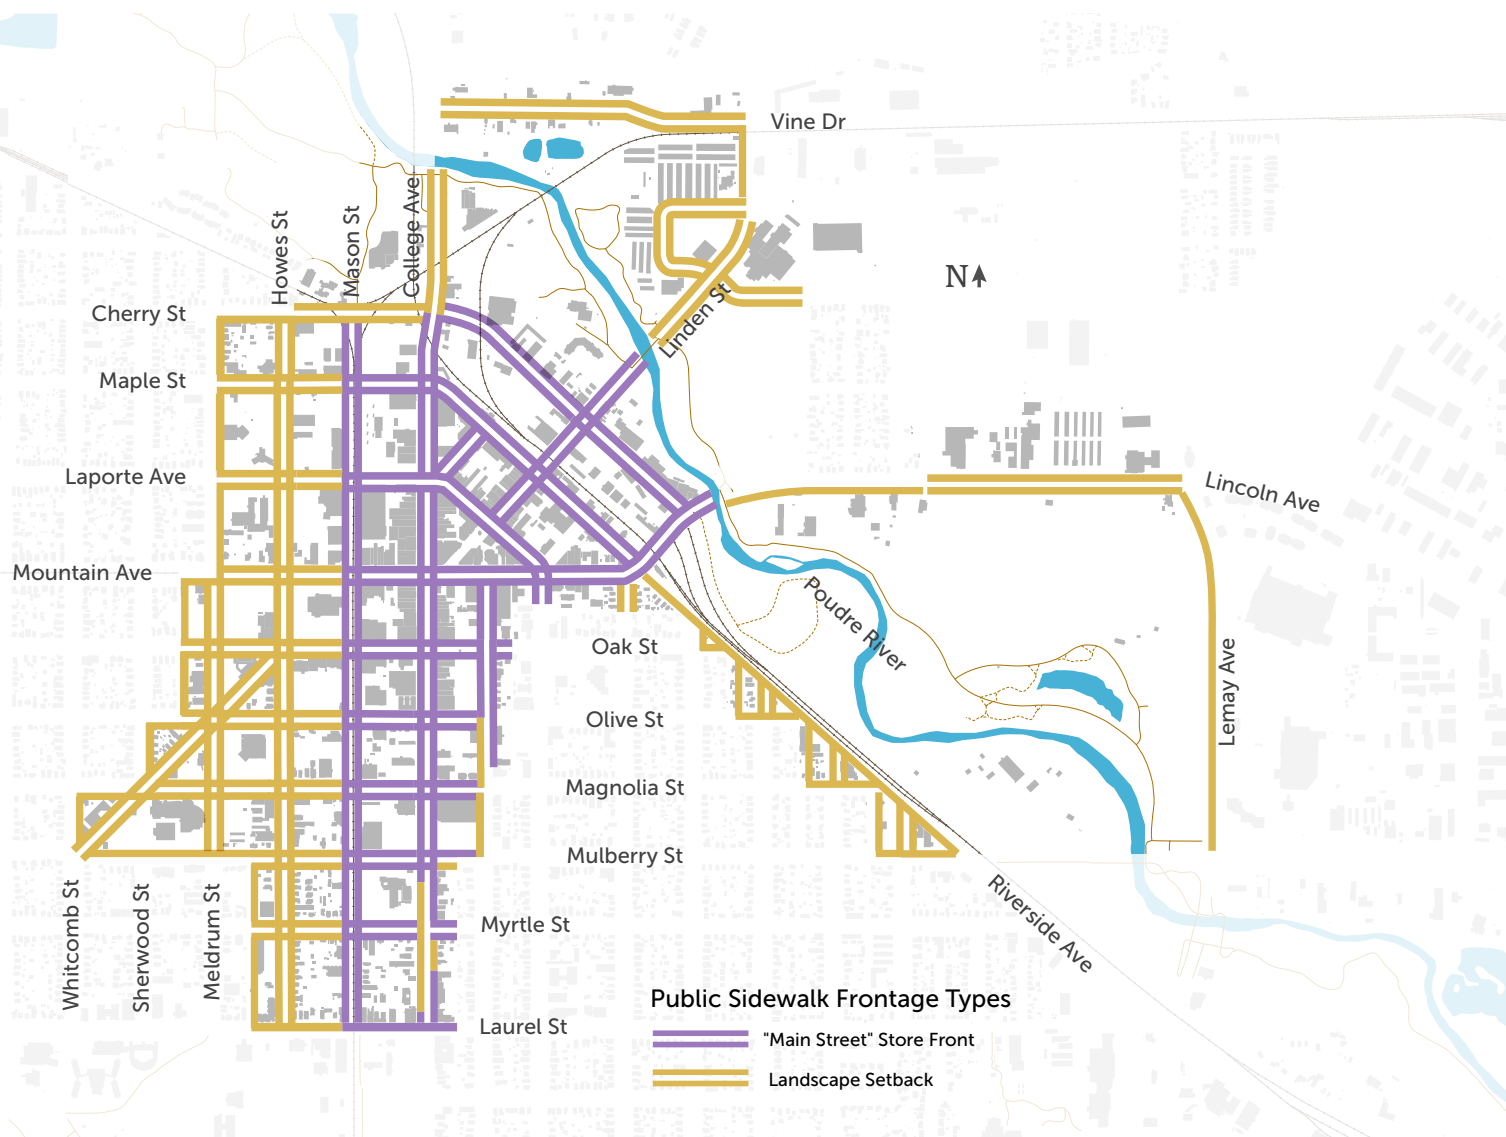 Vine Dr
Howes St
Mason St
College Ave
N
Cherry St
Linden St
Maple St
Laporte Ave
Lincoln Ave
Mountain Ave
Poudre River
Oak St
Lemay Ave
Olive St
Magnolia St
Mulberry St
Whitcomb St
Sherwood St
Meldrum St
Myrtle St
Riverside Ave
Laurel St
Public Sidewalk Frontage Types
"Main Street" Store Front
Landscape Setback